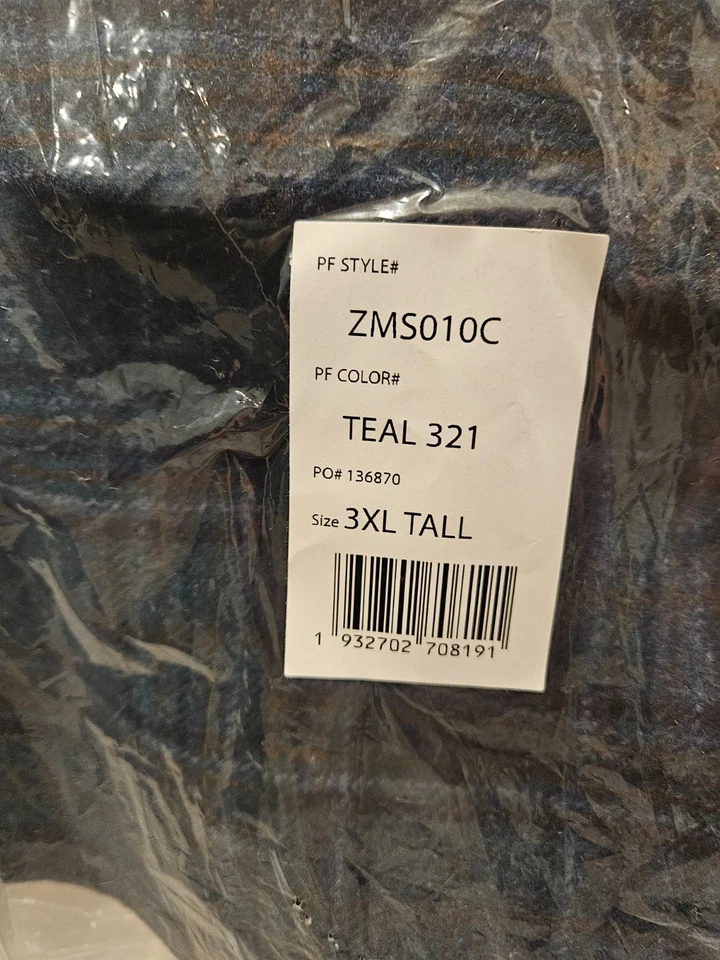 PF STYLE#
ZMS010C
PF COLOR#
TEAL 321
PO# 136870
Size 3XL TALL
1 932702 708191